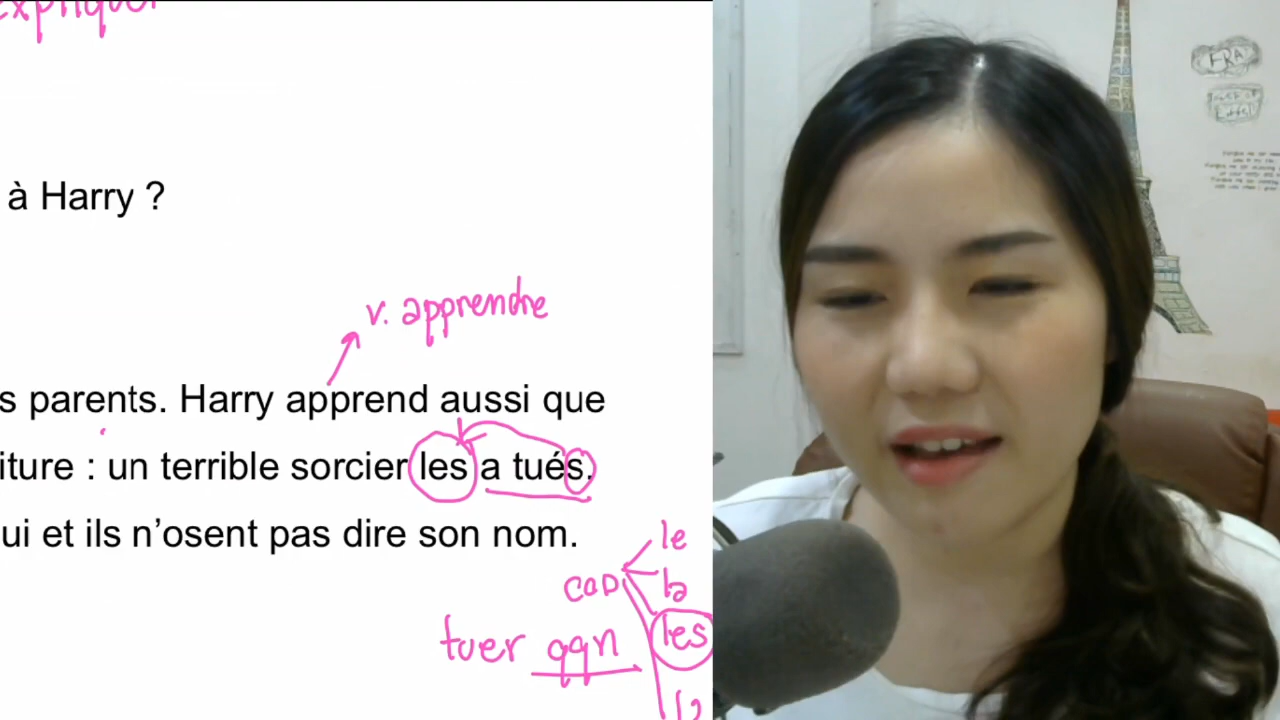 expliquer
à Harry ?
v. apprendre
s parents. Harry apprend aussi que
iture : un terrible sorcier les a tués.
ui et ils n'osent pas dire son nom.
le
COD la
les
tuer qqn
FRA